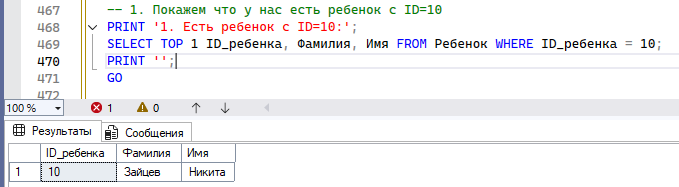 467 -- 1. Покажем что у нас есть ребенок с ID=10
468 PRINT '1. Есть ребенок с ID=10:';
469 SELECT TOP 1 ID_ребенка, Фамилия, Имя FROM Ребенок WHERE ID_ребенка = 10;
470 PRINT '';
471 GO
472
100 % 1 0
Результаты Сообщения
ID_ребенка Фамилия Имя
1 10 Зайцев Никита